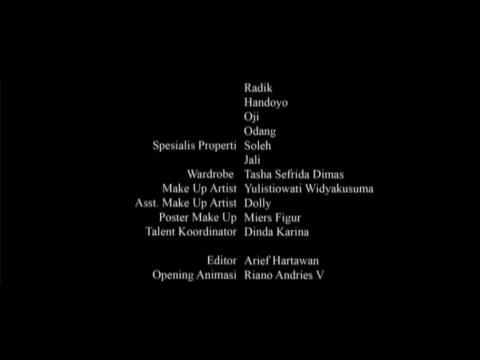 Radik
Handoyo
Oji
Odang
Spesialis Properti Soleh
Jali
Wardrobe Tasha Sefrida Dimas
Make Up Artist Yulistiowati Widyakusuma
Asst. Make Up Artist Dolly
Poster Make Up Miers Figur
Talent Koordinator Dinda Karina
Editor Arief Hartawan
Opening Animasi Riano Andries V